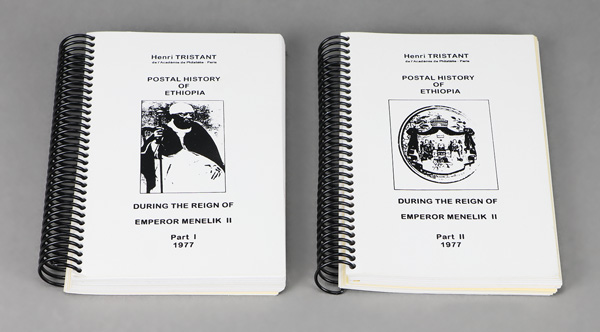 Henri TRISTANT
de l'Académie de Philatélie - Paris
POSTAL HISTORY
OF
ETHIOPIA
DURING THE REIGN OF
EMPEROR MENELIK II
Part I
1977
Henri TRISTANT
de l'Académie de Philatélie - Paris
POSTAL HISTORY
OF
ETHIOPIA
DURING THE REIGN OF
EMPEROR MENELIK II
Part II
1977